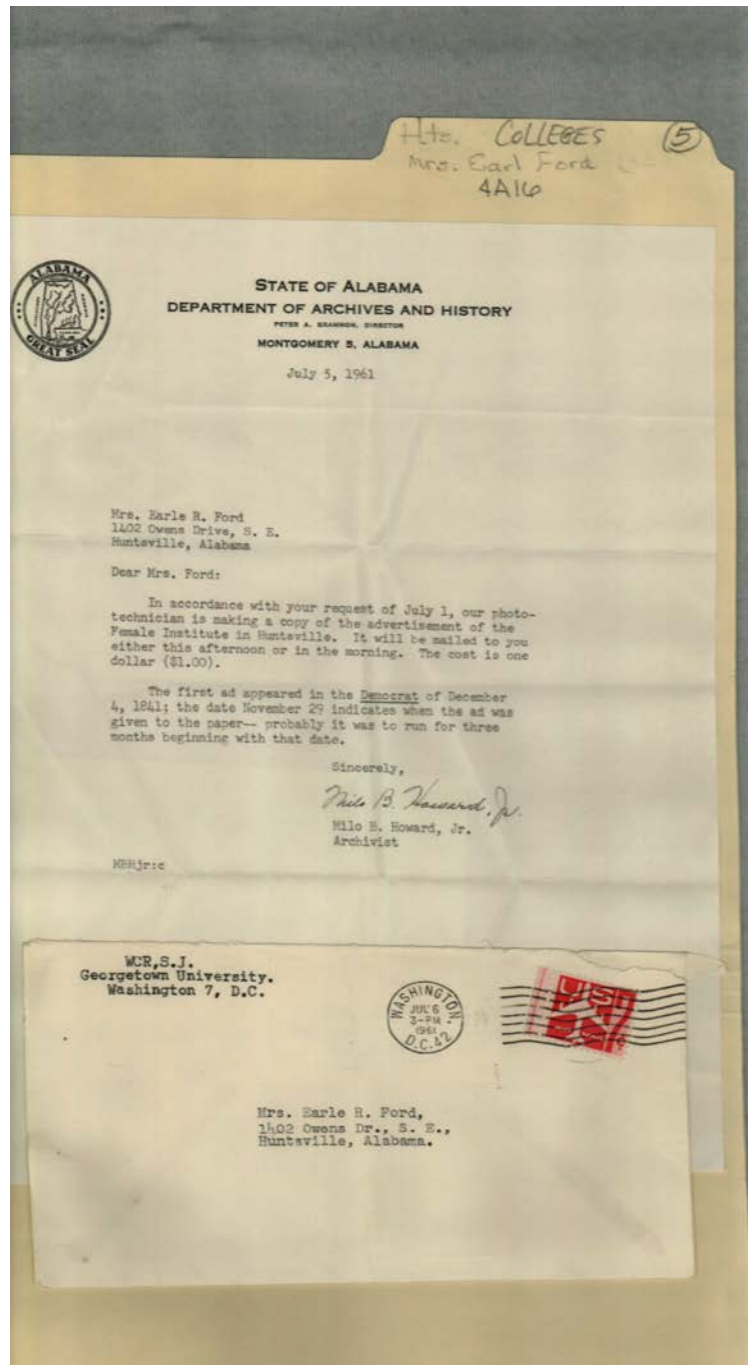 Hts. COLLEGES 5
Mrs. Earl Ford
4A16
ALABAMA
GREAT SEAL
STATE OF ALABAMA
DEPARTMENT OF ARCHIVES AND HISTORY
PETER A. BRANNON, DIRECTOR
MONTGOMERY 5, ALABAMA
July 5, 1961
Mrs. Earle R. Ford
1402 Owens Drive, S. E.
Huntsville, Alabama
Dear Mrs. Ford:
In accordance with your request of July 1, our photo-
technician is making a copy of the advertisement of the
Female Institute in Huntsville. It will be mailed to you
either this afternoon or in the morning. The cost is one
dollar ($1.00).
The first ad appeared in the Democrat of December
4, 1841; the date November 29 indicates when the ad was
given to the paper-- probably it was to run for three
months beginning with that date.
Sincerely,
Milo B. Howard, Jr.
Milo B. Howard, Jr.
Archivist
MBHjr:c
WCR,S.J.
Georgetown University.
Washington 7, D.C.
WASHINGTON,
JUL 6
3-PM
1961
D.C. 42
US
Mrs. Earle R. Ford,
1402 Owens Dr., S. E.,
Huntsville, Alabama.